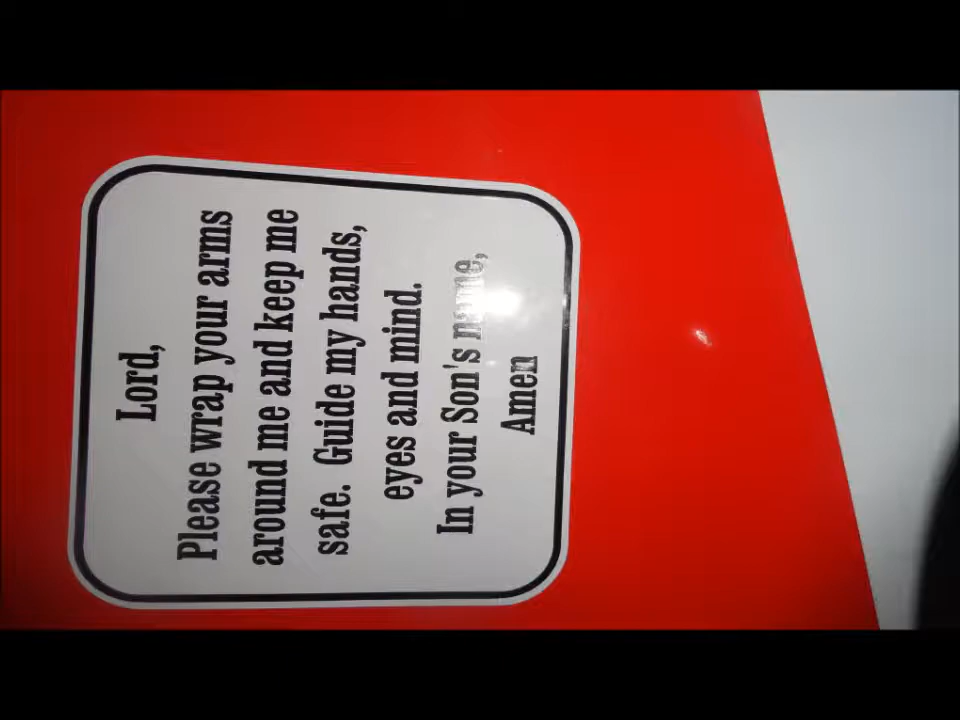 Lord,
Please wrap your arms
around me and keep me
safe. Guide my hands,
eyes and mind.
In your Son's name,
Amen